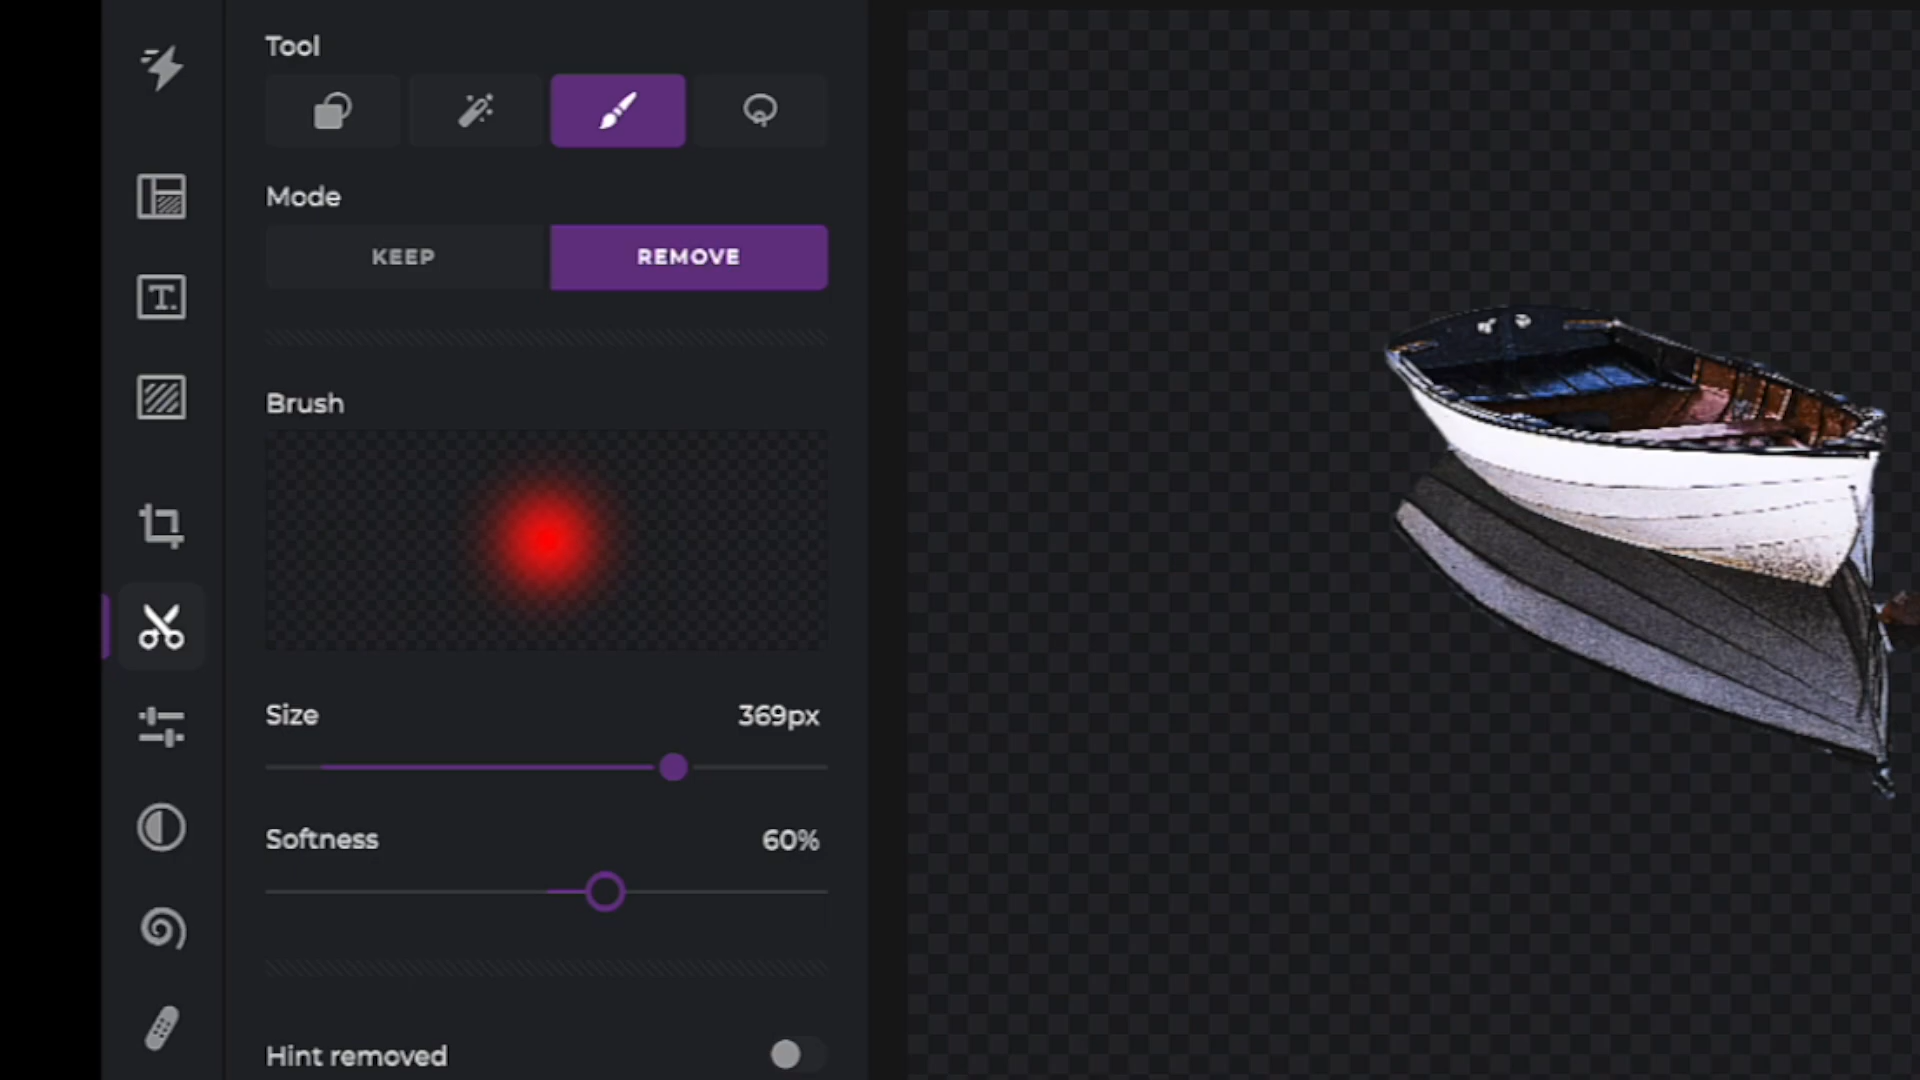 Tool
Mode
KEEP
REMOVE
Brush
Size
369px
Softness
60%
Hint removed